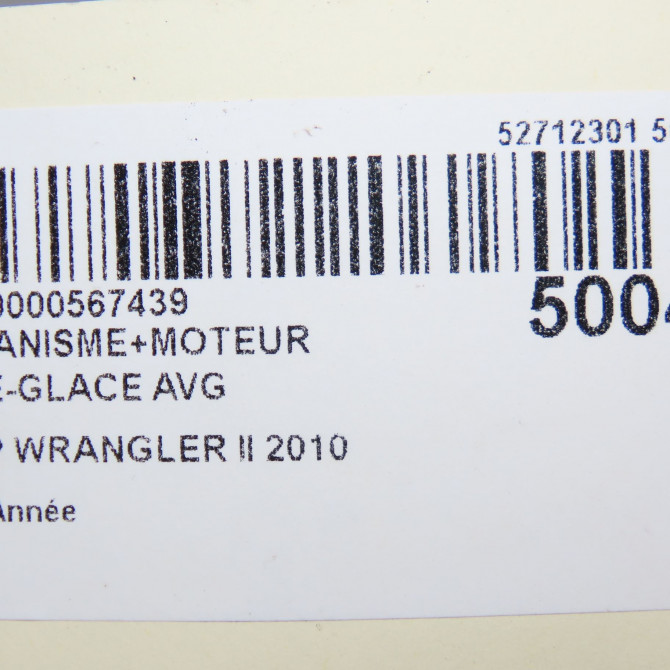 52712301 5
0000567439
5004
ANISME+MOTEUR
E-GLACE AVG
P WRANGLER II 2010
Année